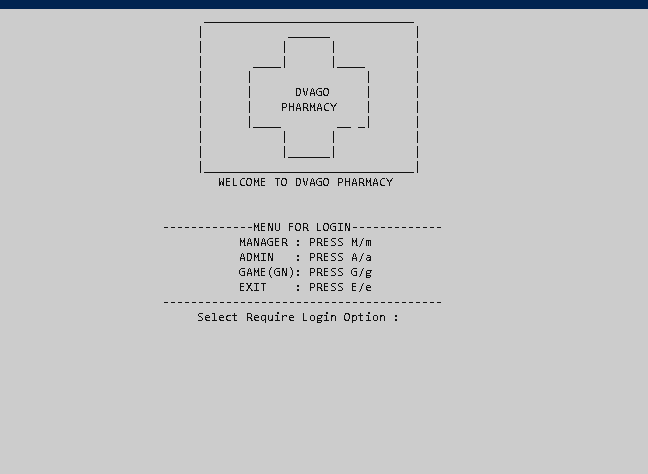 DVAGO
PHARMACY
WELCOME TO DVAGO PHARMACY
-------------MENU FOR LOGIN-------------
MANAGER : PRESS M/m
ADMIN   : PRESS A/a
GAME(GN): PRESS G/g
EXIT    : PRESS E/e
----------------------------------------
Select Require Login Option :